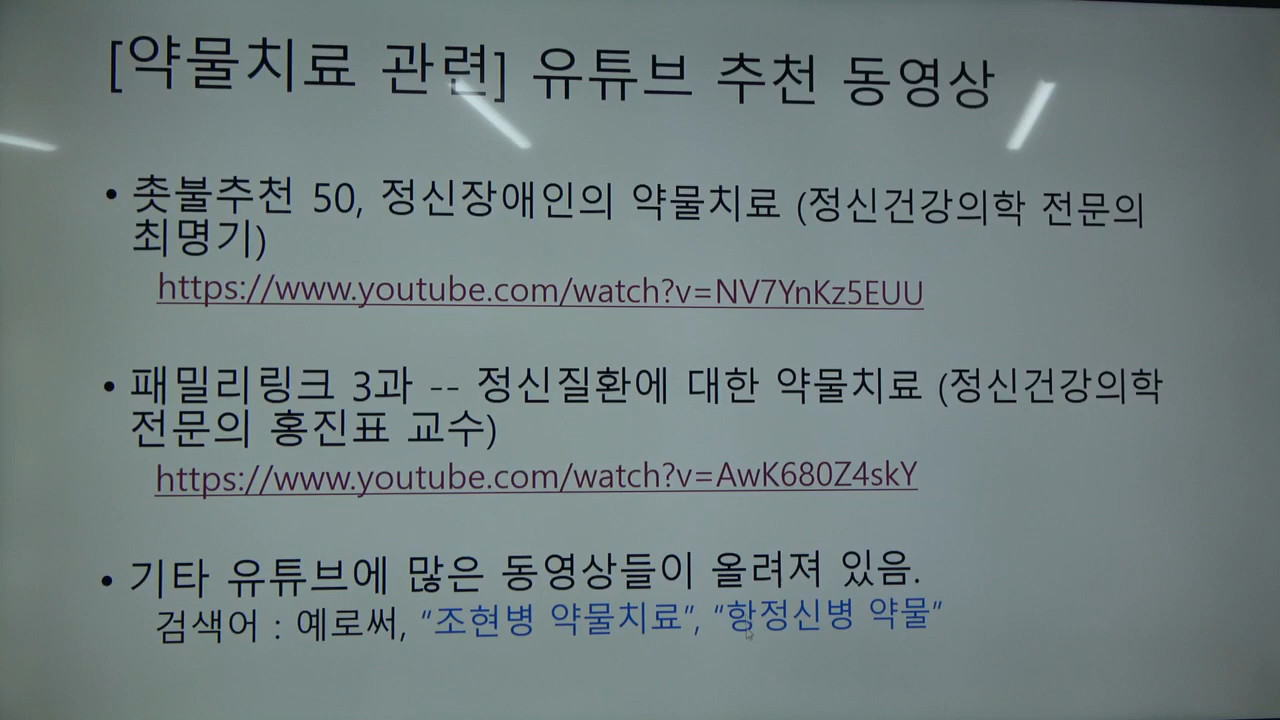 [약물치료 관련] 유튜브 추천 동영상
• 촛불추천 50, 정신장애인의 약물치료 (정신건강의학 전문의
최명기)
https://www.youtube.com/watch?v=NV7YnKz5EUU
• 패밀리링크 3과 -- 정신질환에 대한 약물치료 (정신건강의학
전문의 홍진표 교수)
https://www.youtube.com/watch?v=AwK680Z4skY
• 기타 유튜브에 많은 동영상들이 올려져 있음.
검색어 : 예로써, “조현병 약물치료”, “항정신병 약물”